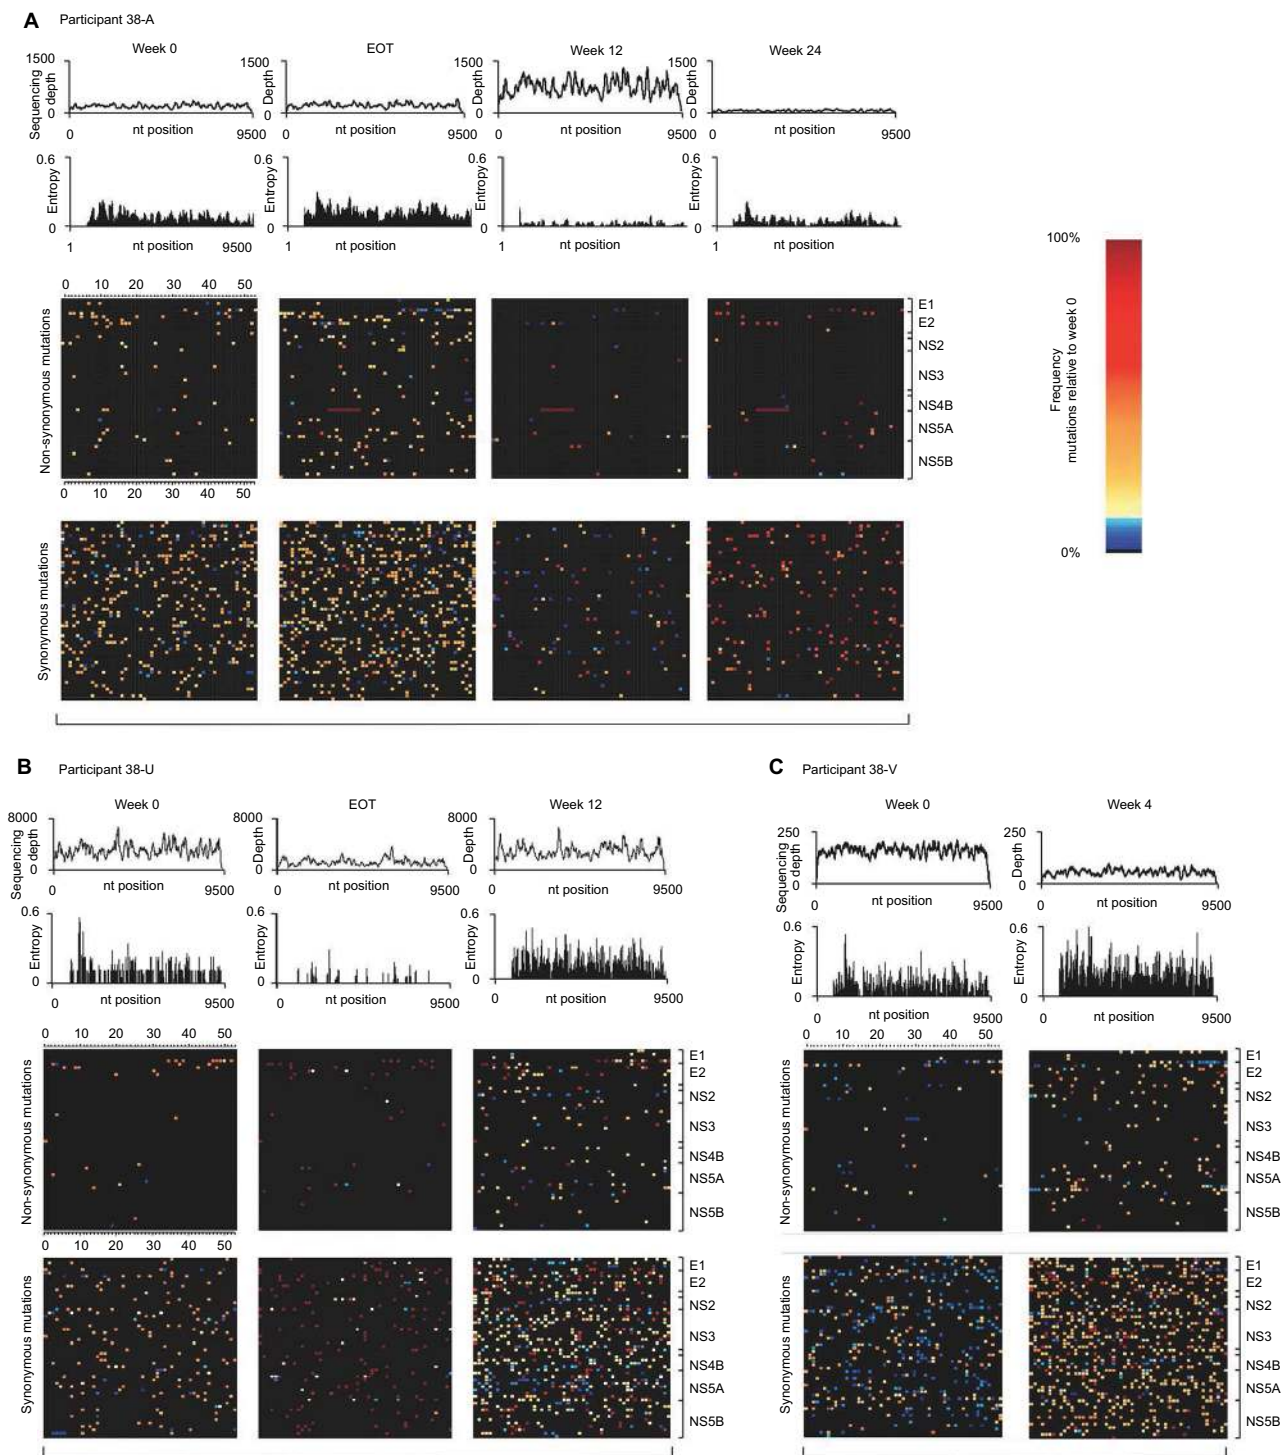 A Participant 38-A
Week 0 EOT Week 12 Week 24
1500 1500 1500 1500
Sequencing depth Depth Depth Depth
0 0 0 0
0 nt position 9500 0 nt position 9500 0 nt position 9500 0 nt position 9500
0.6 0.6 0.6 0.6
Entropy Entropy Entropy Entropy
0 0 0 0
1 nt position 9500 1 nt position 1 nt position 1 nt position
0 10 20 30 40 50
Non-synonymous mutations
E1
E2
NS2
NS3
NS4B
NS5A
NS5B
0 10 20 30 40 50
Synonymous mutations
100%
Frequency
mutations relative to week 0
0%
B Participant 38-U
Week 0 EOT Week 12
8000 8000 8000
Sequencing depth Depth Depth
0 0 0
0 nt position 9500 0 nt position 9500 0 nt position 9500
0.6 0.6 0.6
Entropy Entropy Entropy
0 0 0
0 nt position 9500 0 nt position 9500 0 nt position 9500
0 10 20 30 40 50
Non-synonymous mutations
E1
E2
NS2
NS3
NS4B
NS5A
NS5B
0 10 20 30 40 50
Synonymous mutations
E1
E2
NS2
NS3
NS4B
NS5A
NS5B
C Participant 38-V
Week 0 Week 4
250 250
Sequencing depth Depth
0 0
0 nt position 9500 0 nt position 9500
0.6 0.6
Entropy Entropy
0 0
0 nt position 9500 0 nt position 9500
0 10 20 30 40 50
Non-synonymous mutations
E1
E2
NS2
NS3
NS4B
NS5A
NS5B
Synonymous mutations
E1
E2
NS2
NS3
NS4B
NS5A
NS5B